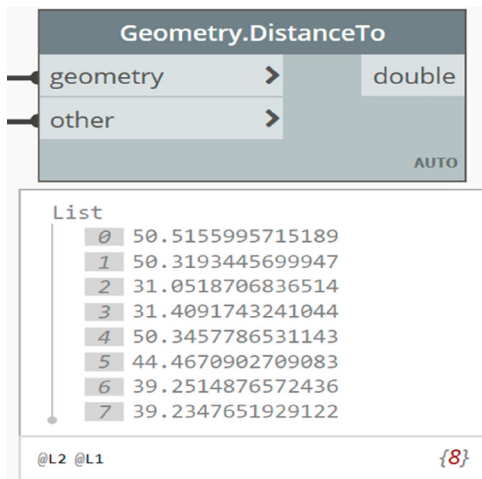 Geometry.DistanceTo
geometry > double
other >
AUTO
List
0 50.5155995715189
1 50.3193445699947
2 31.0518706836514
3 31.4091743241044
4 50.3457786531143
5 44.4670902709083
6 39.2514876572436
7 39.2347651929122
@L2 @L1 {8}